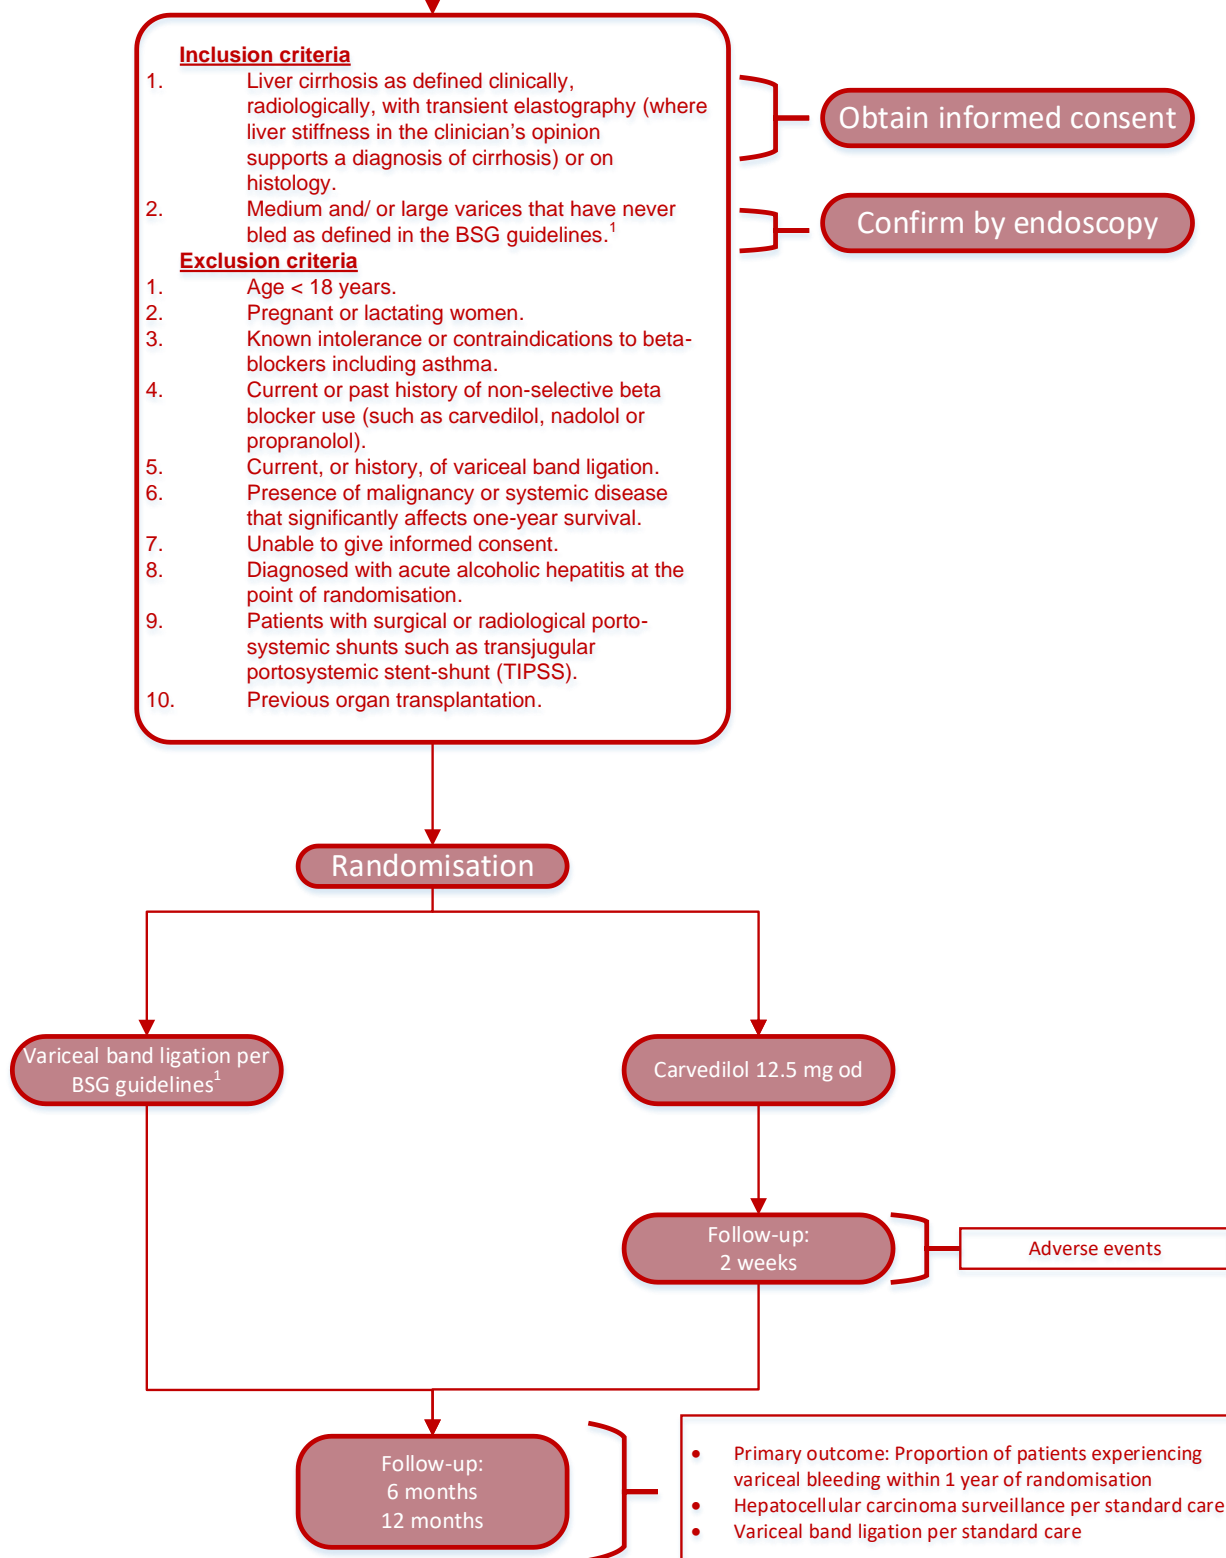 Inclusion criteria
1. Liver cirrhosis as defined clinically,
radiologically, with transient elastography (where
liver stiffness in the clinician’s opinion
supports a diagnosis of cirrhosis) or on
histology.
2. Medium and/ or large varices that have never
bled as defined in the BSG guidelines.1
Obtain informed consent
Confirm by endoscopy
Exclusion criteria
1. Age < 18 years.
2. Pregnant or lactating women.
3. Known intolerance or contraindications to beta-
blockers including asthma.
4. Current or past history of non-selective beta
blocker use (such as carvedilol, nadolol or
propranolol).
5. Current, or history, of variceal band ligation.
6. Presence of malignancy or systemic disease
that significantly affects one-year survival.
7. Unable to give informed consent.
8. Diagnosed with acute alcoholic hepatitis at the
point of randomisation.
9. Patients with surgical or radiological porto-
systemic shunts such as transjugular
portosystemic stent-shunt (TIPSS).
10. Previous organ transplantation.
Randomisation
Variceal band ligation per
BSG guidelines1
Carvedilol 12.5 mg od
Follow-up:
2 weeks
Adverse events
Follow-up:
6 months
12 months
• Primary outcome: Proportion of patients experiencing
variceal bleeding within 1 year of randomisation
• Hepatocellular carcinoma surveillance per standard care
• Variceal band ligation per standard care